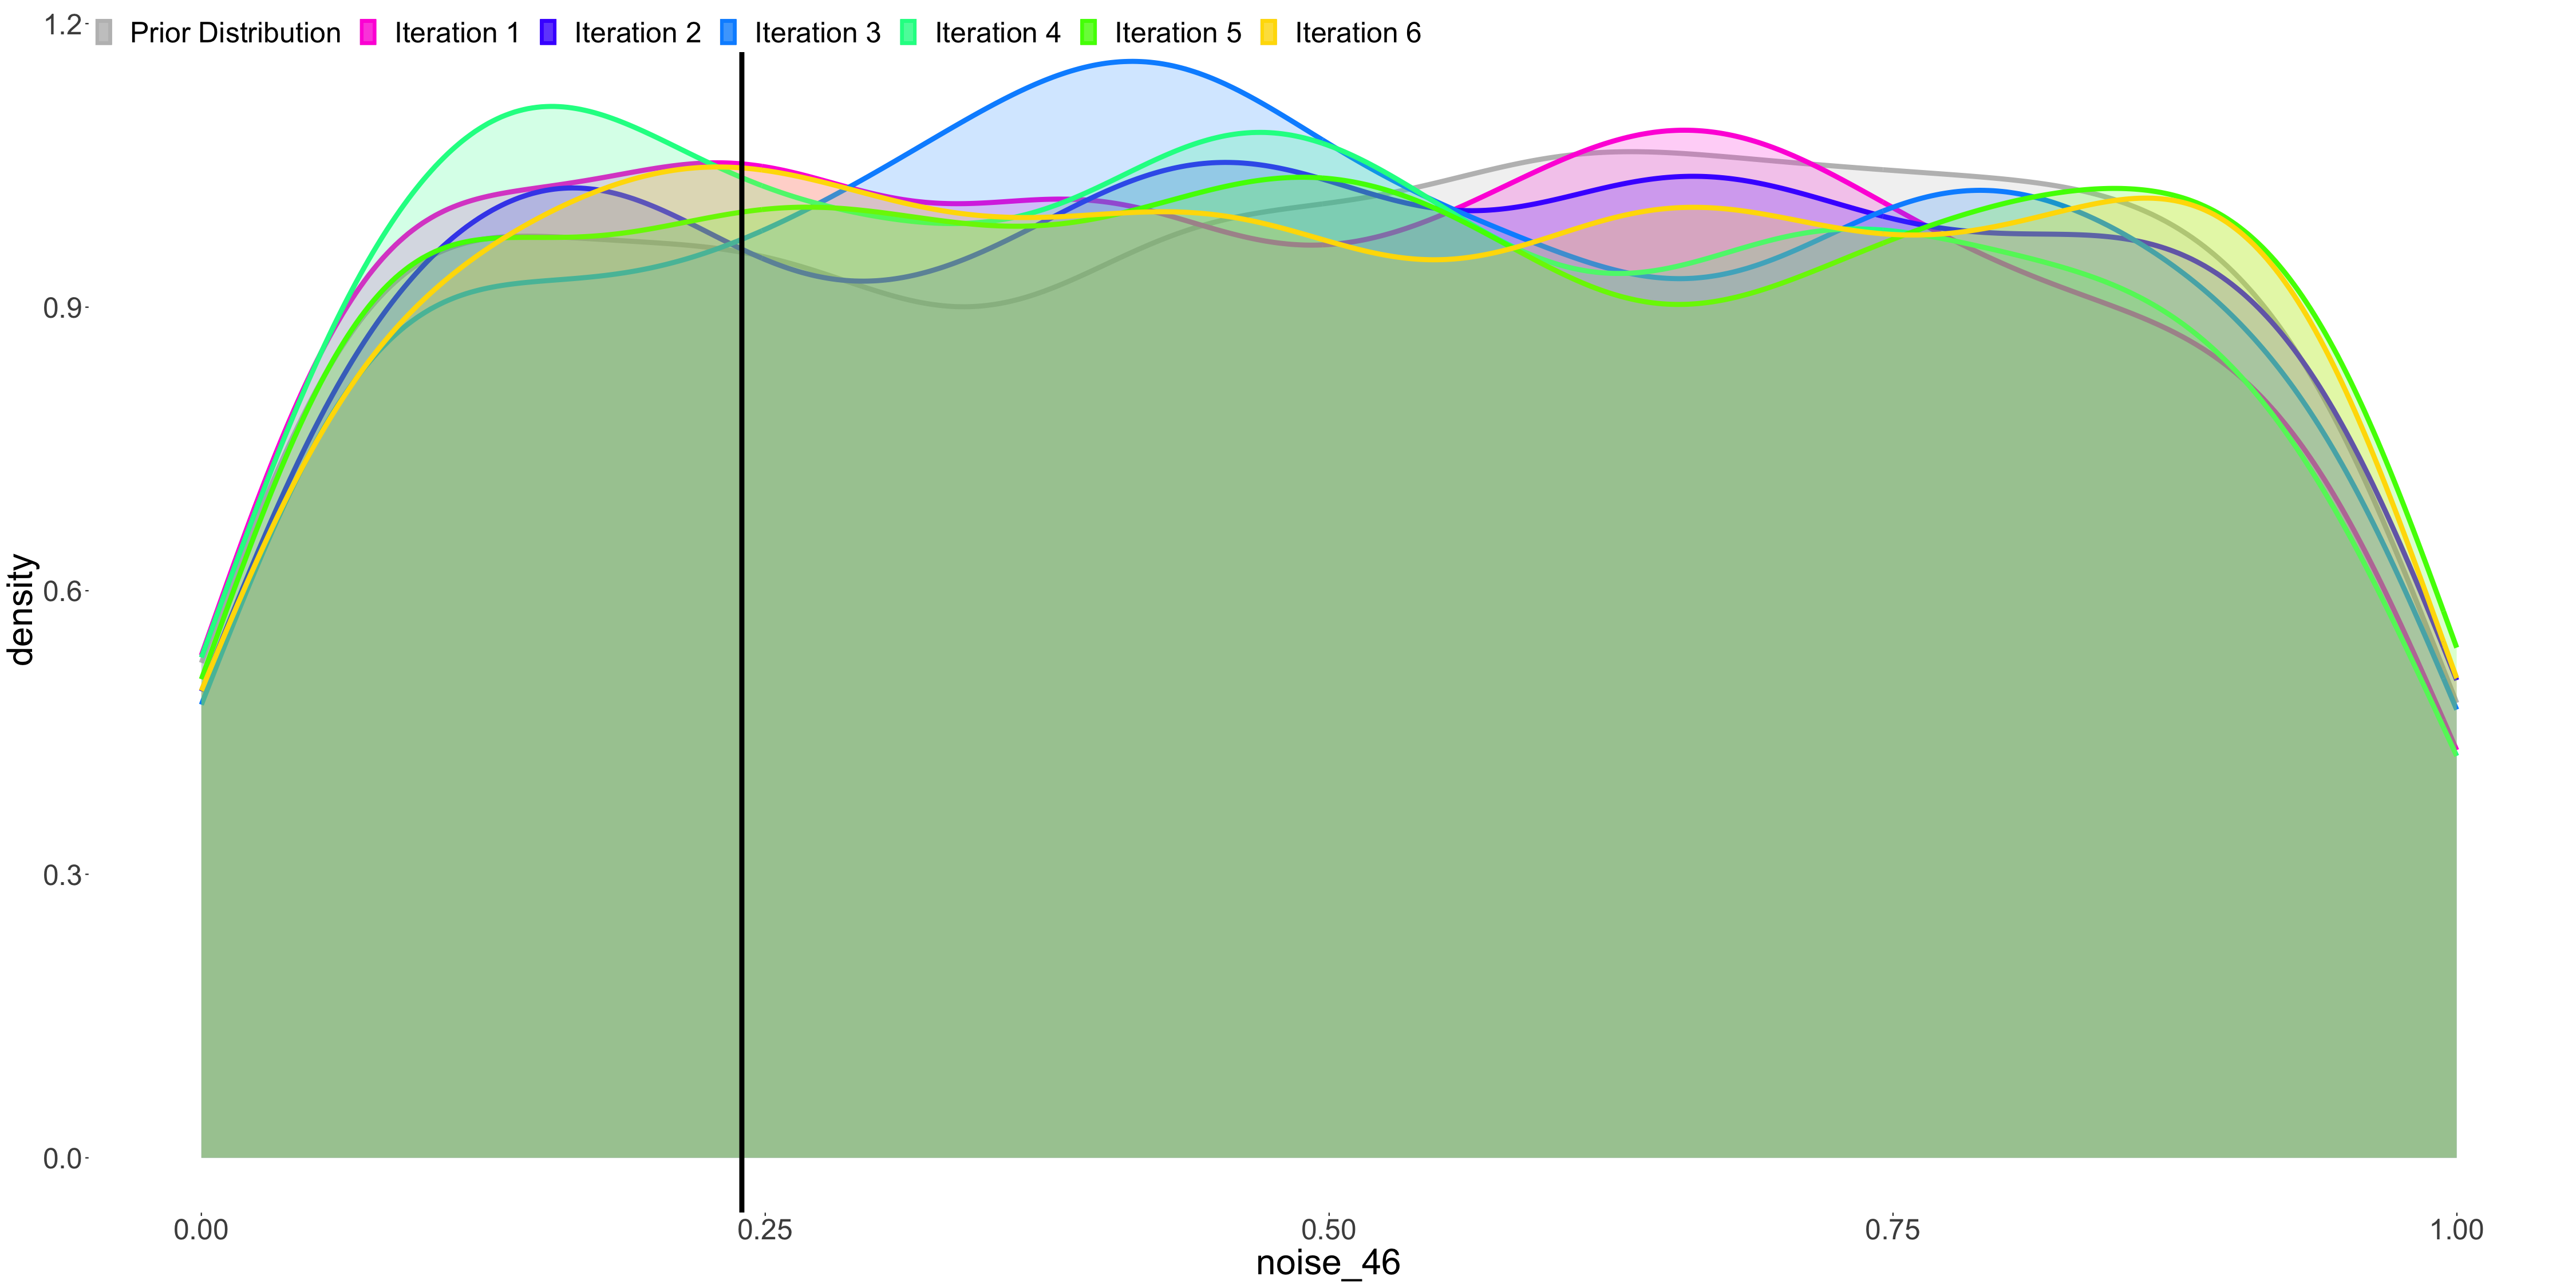 Prior Distribution Iteration 1 Iteration 2 Iteration 3 Iteration 4 Iteration 5 Iteration 6
1.2
0.9
0.6
0.3
0.0
density
0.00 0.25 0.50 0.75 1.00
noise_46